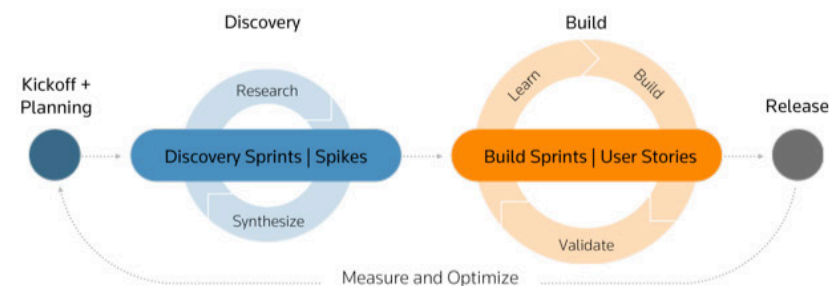 Discovery
Build
Kickoff +
Planning
Research
Learn
Build
Release
Discovery Sprints | Spikes
Build Sprints | User Stories
Synthesize
Validate
Measure and Optimize